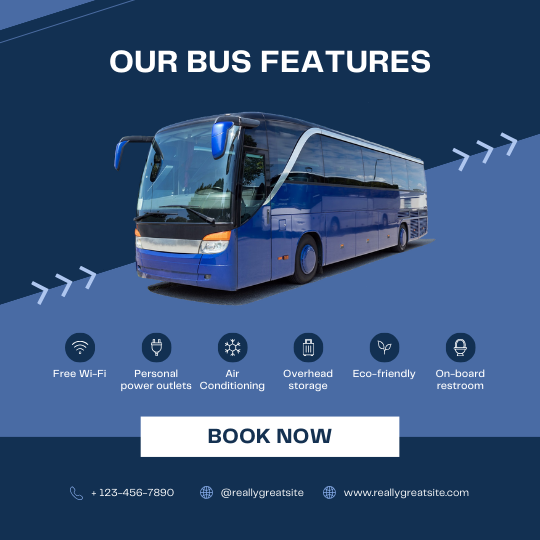 OUR BUS FEATURES
Free Wi-Fi
Personal
power outlets
Air
Conditioning
Overhead
storage
Eco-friendly
On-board
restroom
BOOK NOW
+ 123-456-7890
@reallygreatsite
www.reallygreatsite.com